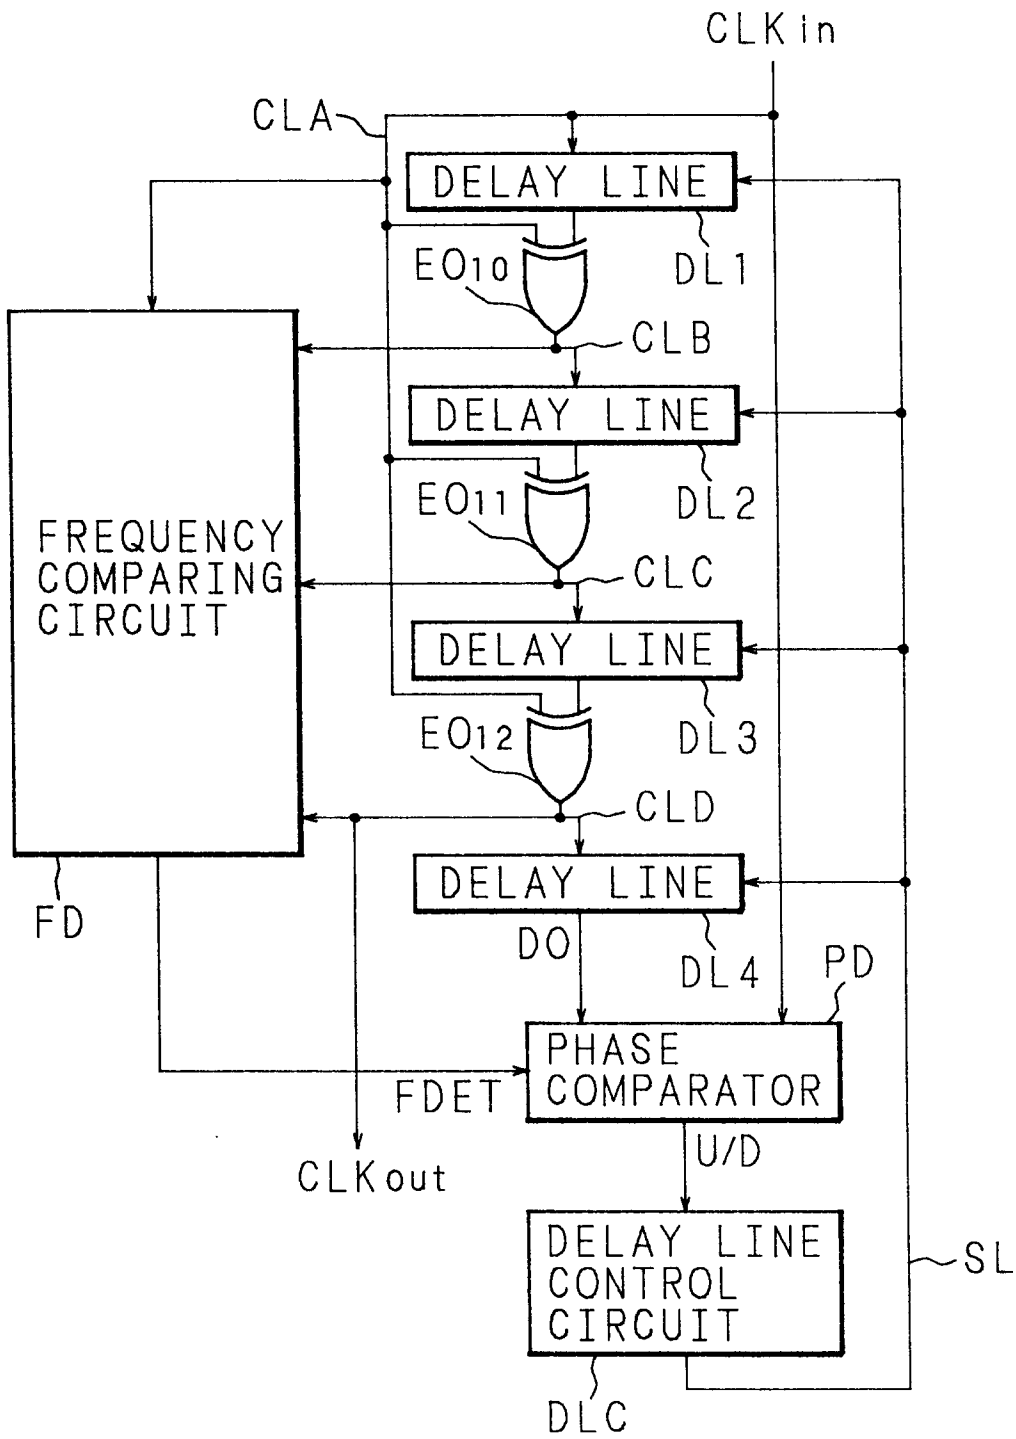 CLKin
CLA
DELAY LINE
DL1
EO10
CLB
DELAY LINE
DL2
EO11
CLC
FREQUENCY
COMPARING
CIRCUIT
DELAY LINE
DL3
EO12
CLD
DELAY LINE
FD
DO
DL4
PD
PHASE
COMPARATOR
FDET
U/D
CLKout
DELAY LINE
CONTROL
CIRCUIT
SL
DLC